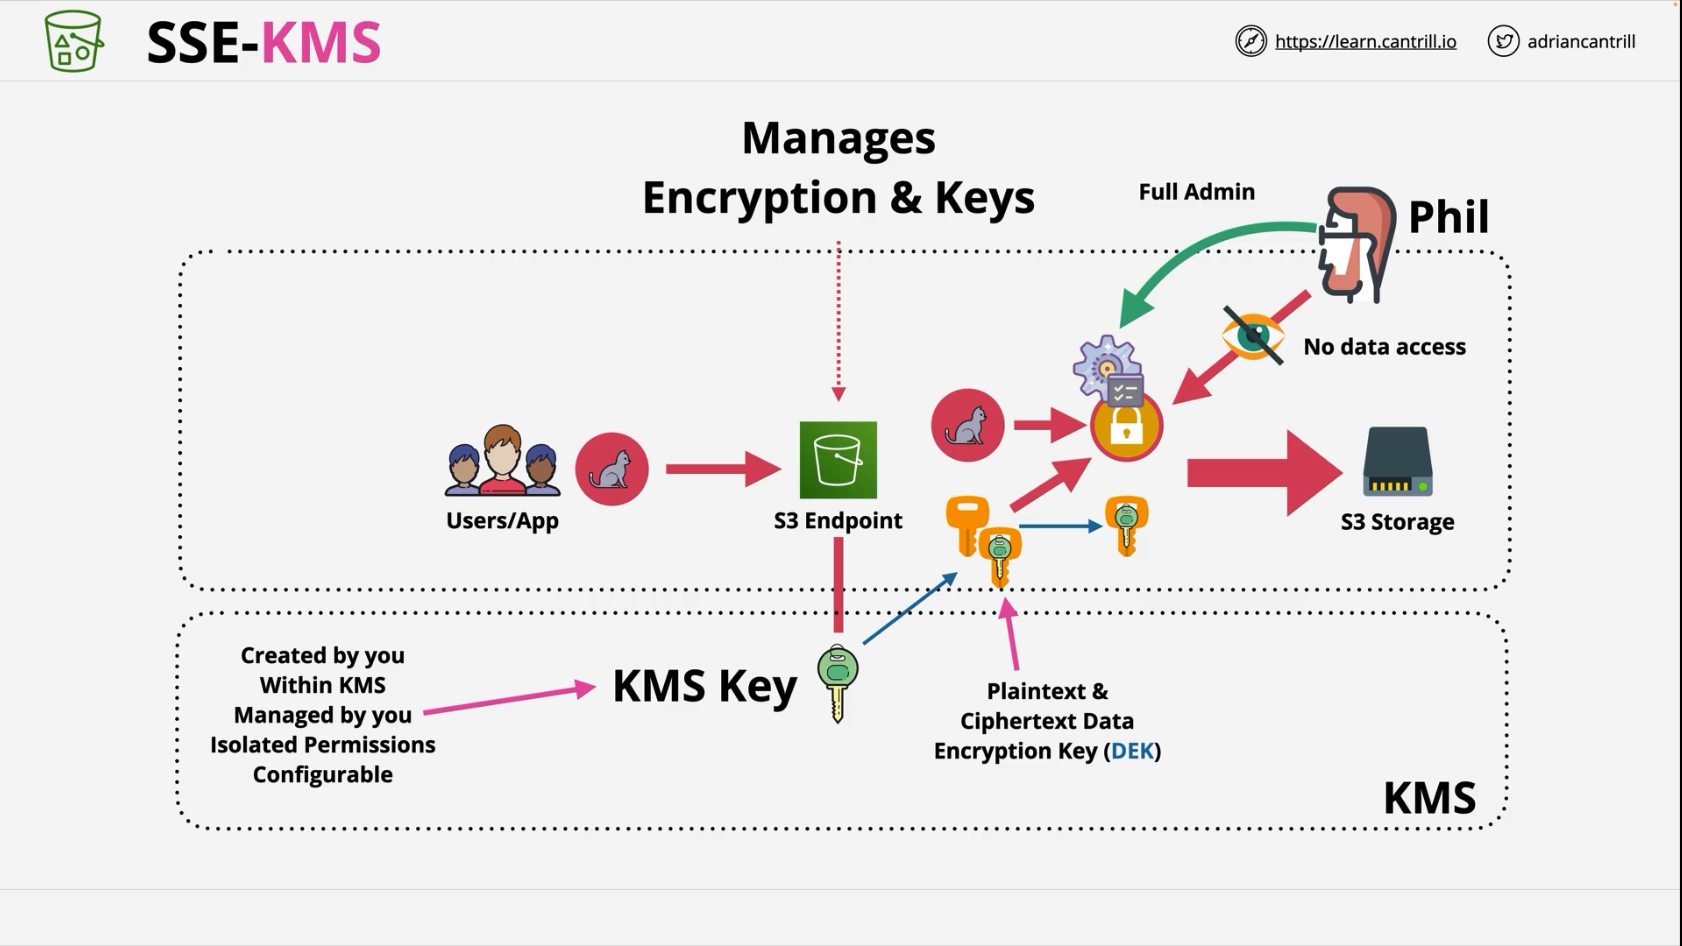 SSE-KMS
https://learn.cantrill.io
adriancantrill
Manages
Encryption & Keys
Full Admin
Phil
No data access
Users/App
S3 Endpoint
S3 Storage
Created by you
Within KMS
Managed by you
Isolated Permissions
Configurable
KMS Key
Plaintext &
Ciphertext Data
Encryption Key (DEK)
KMS